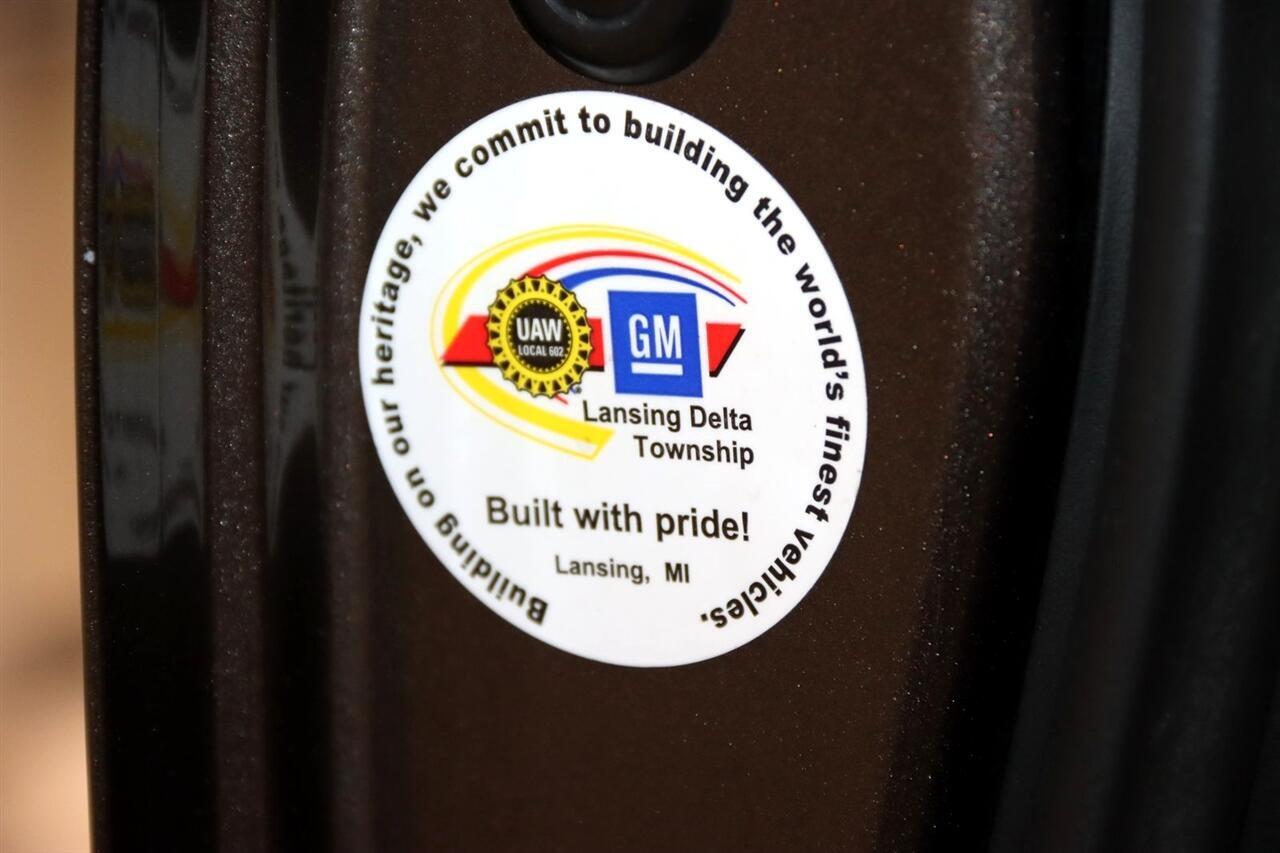 Building on our heritage, we commit to building the world's finest vehicles.
UAW
LOCAL 602
GM
Lansing Delta
Township
Built with pride!
Lansing, MI